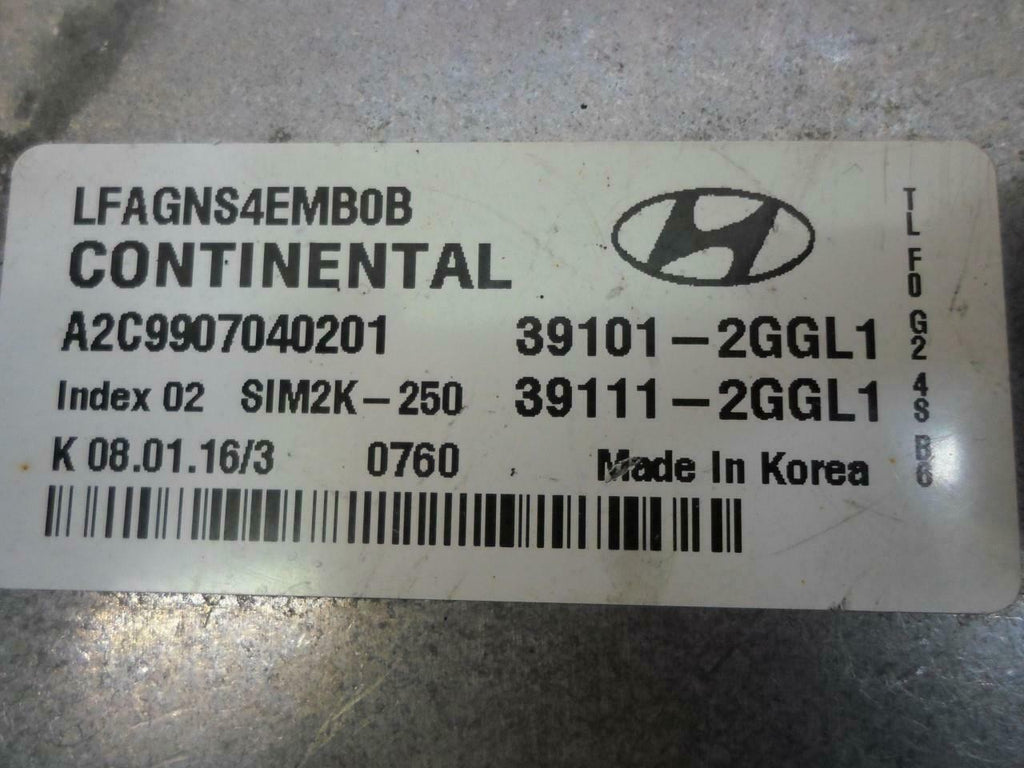 LFAGNS4EMB0B
CONTINENTAL
A2C9907040201 39101-2GGL1
Index 02 SIM2K-250 39111-2GGL1
K 08.01.16/3 0760 Made In Korea
TL F0 G2 4S B6